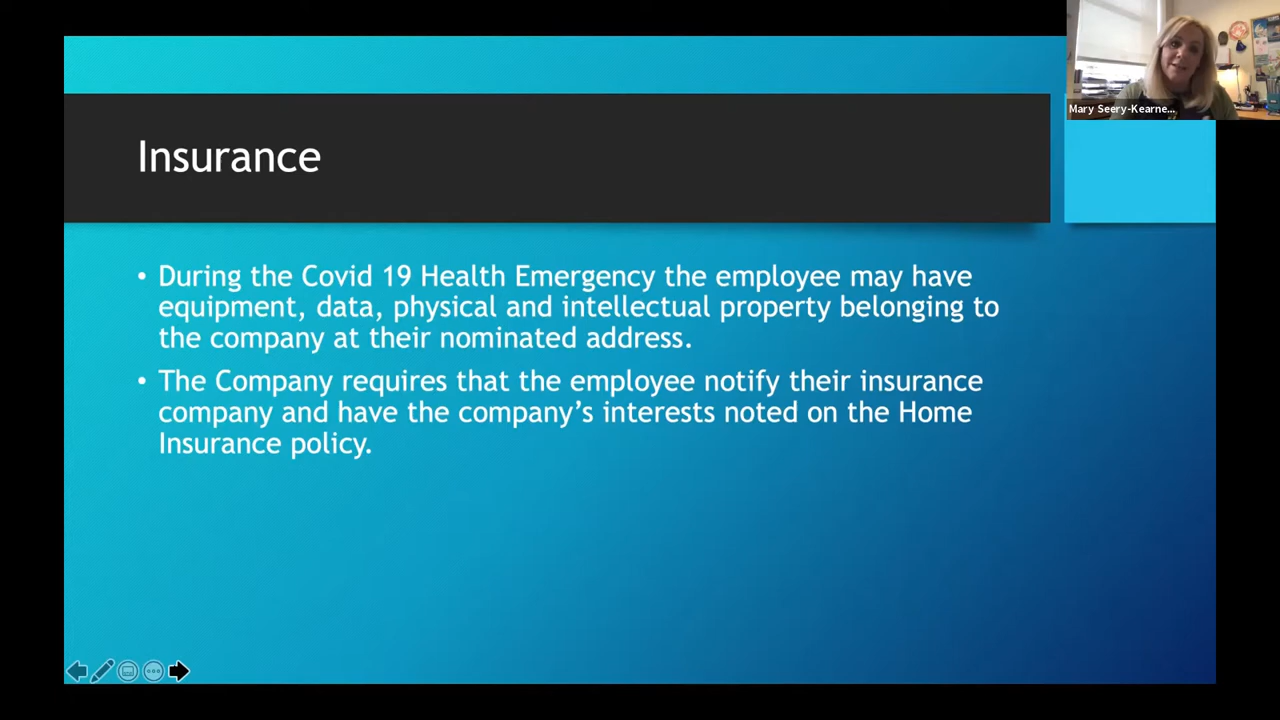 Mary Seery-Kearne...
Insurance
• During the Covid 19 Health Emergency the employee may have
equipment, data, physical and intellectual property belonging to
the company at their nominated address.
• The Company requires that the employee notify their insurance
company and have the company’s interests noted on the Home
Insurance policy.